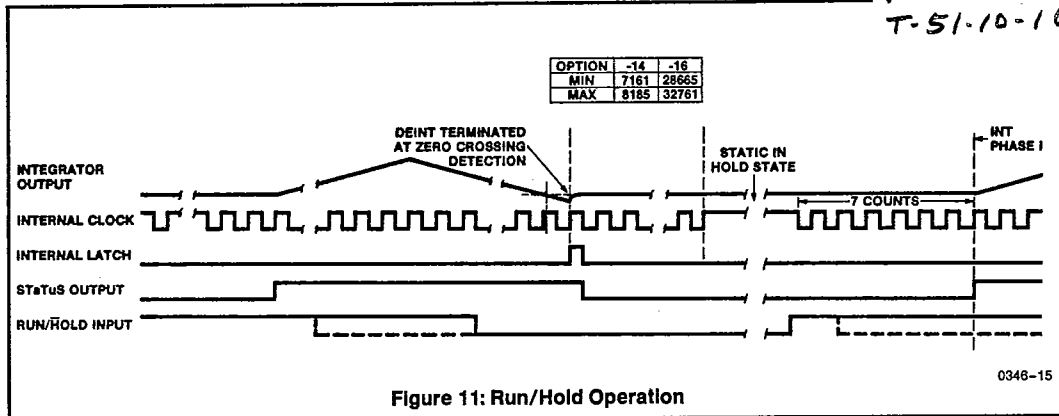 T-51-10-1
OPTION -14 -16
MIN 7161 28665
MAX 8185 32761
DEINT TERMINATED
AT ZERO CROSSING
DETECTION
INT
PHASE
STATIC IN
HOLD STATE
INTEGRATOR
OUTPUT
7 COUNTS
INTERNAL CLOCK
INTERNAL LATCH
STaTuS OUTPUT
RUN/H̅OLD INPUT
0346-15
Figure 11: Run/Hold Operation